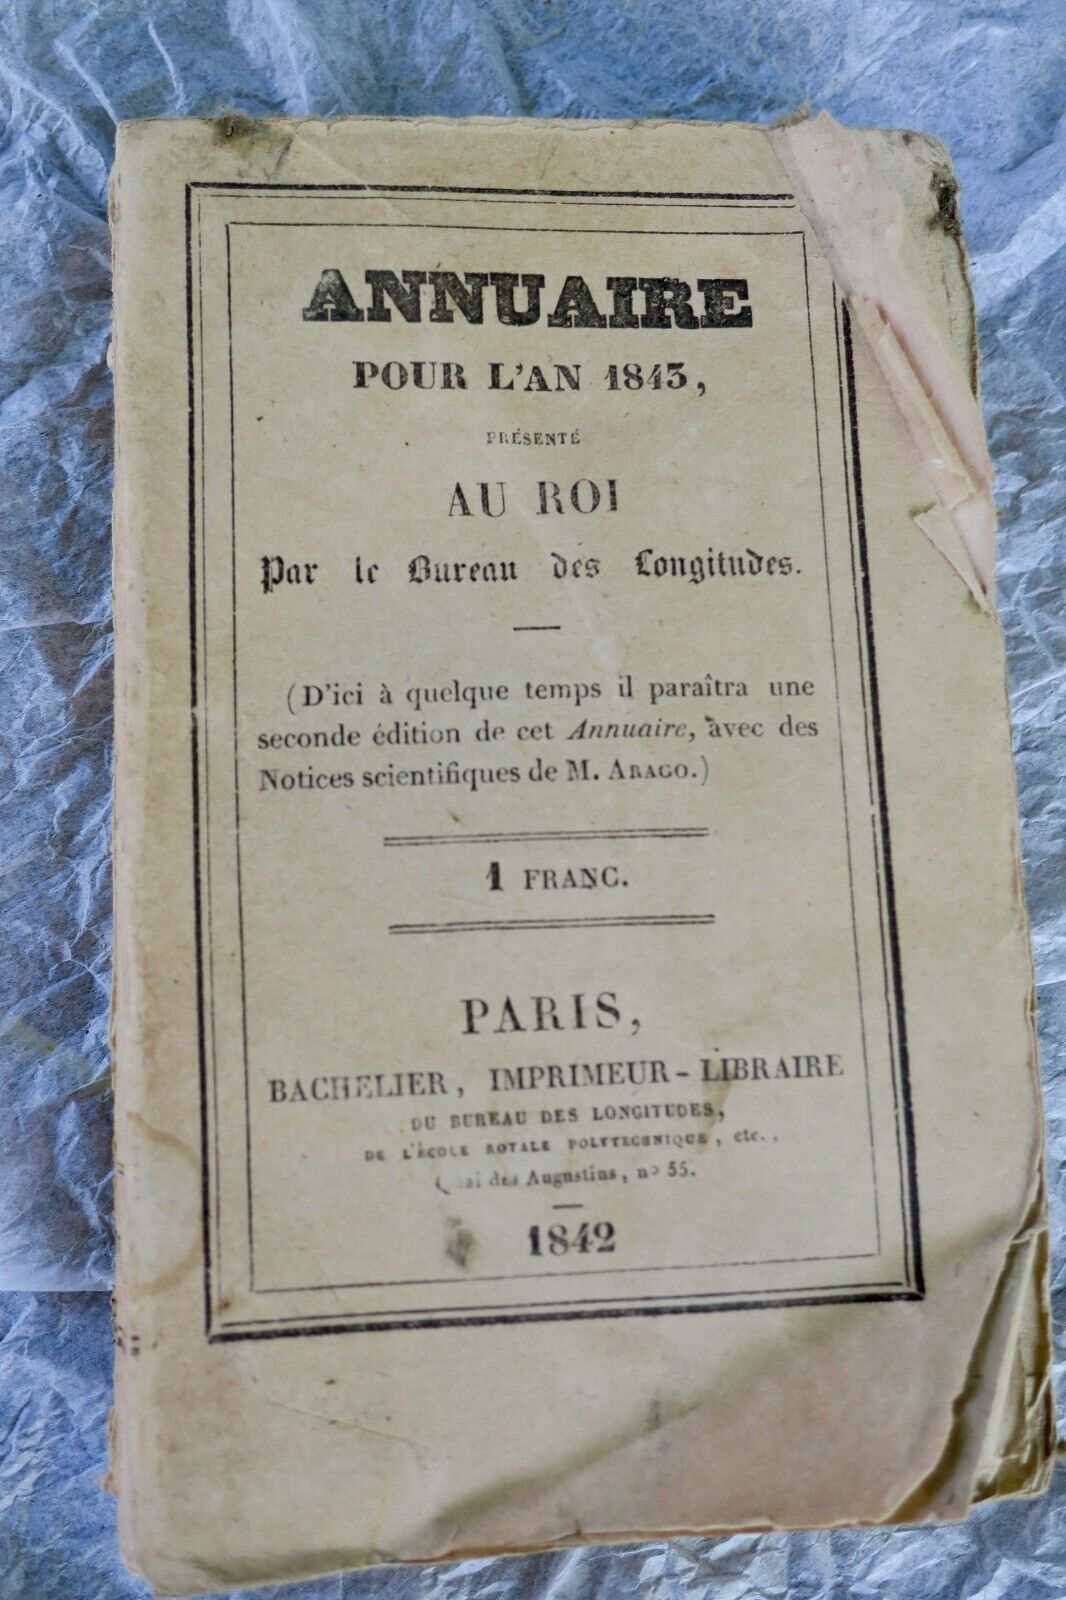 ANNUAIRE
POUR L'AN 1843,
PRÉSENTÉ
AU ROI
Par le Bureau des Longitudes.
(D'ici à quelque temps il paraîtra une
seconde édition de cet Annuaire, avec des
Notices scientifiques de M. ARAGO.)
1 FRANC.
PARIS,
BACHELIER, IMPRIMEUR-LIBRAIRE
DU BUREAU DES LONGITUDES,
DE L'ÉCOLE ROYALE POLYTECHNIQUE, etc.,
Quai des Augustins, nº 55.
1842